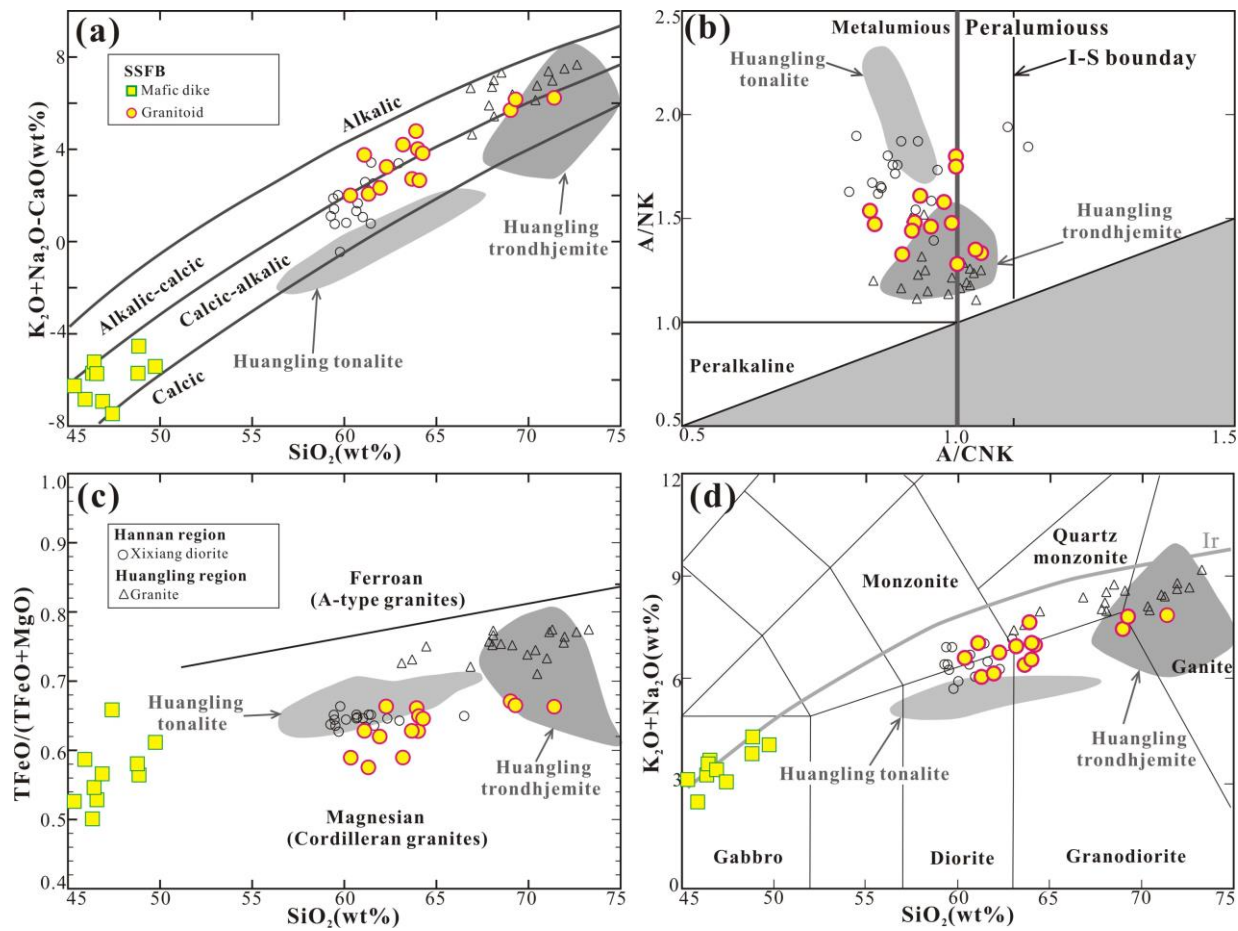 (a)
K₂O+Na₂O-CaO(wt%)
8
4
0
-4
-8
SSFB
Mafic dike
Granitoid
Alkalic
Alkalic-calcic
Calcic-alkalic
Calcic
Huangling
trondhjemite
Huangling tonalite
45
50
55
60
65
70
75
SiO₂(wt%)
(b)
A/NK
2.5
2.0
1.5
1.0
0.5
Metalumious
Peralumiouss
I-S bounday
Huangling
tonalite
Huangling
trondhjemite
Peralkaline
0.5
1.0
1.5
A/CNK
(c)
TFeO/(TFeO+MgO)
1.0
0.9
0.8
0.7
0.6
0.5
0.4
Hannan region
Xixiang diorite
Huangling region
Granite
Ferroan
(A-type granites)
Huangling
tonalite
Huangling
trondhjemite
Magnesian
(Cordilleran granites)
45
50
55
60
65
70
75
SiO₂(wt%)
(d)
K₂O+Na₂O(wt%)
12
9
6
3
0
Quartz
monzonite
Ir
Monzonite
Ganite
Huangling tonalite
Huangling
trondhjemite
Gabbro
Diorite
Granodiorite
45
50
55
60
65
70
75
SiO₂(wt%)